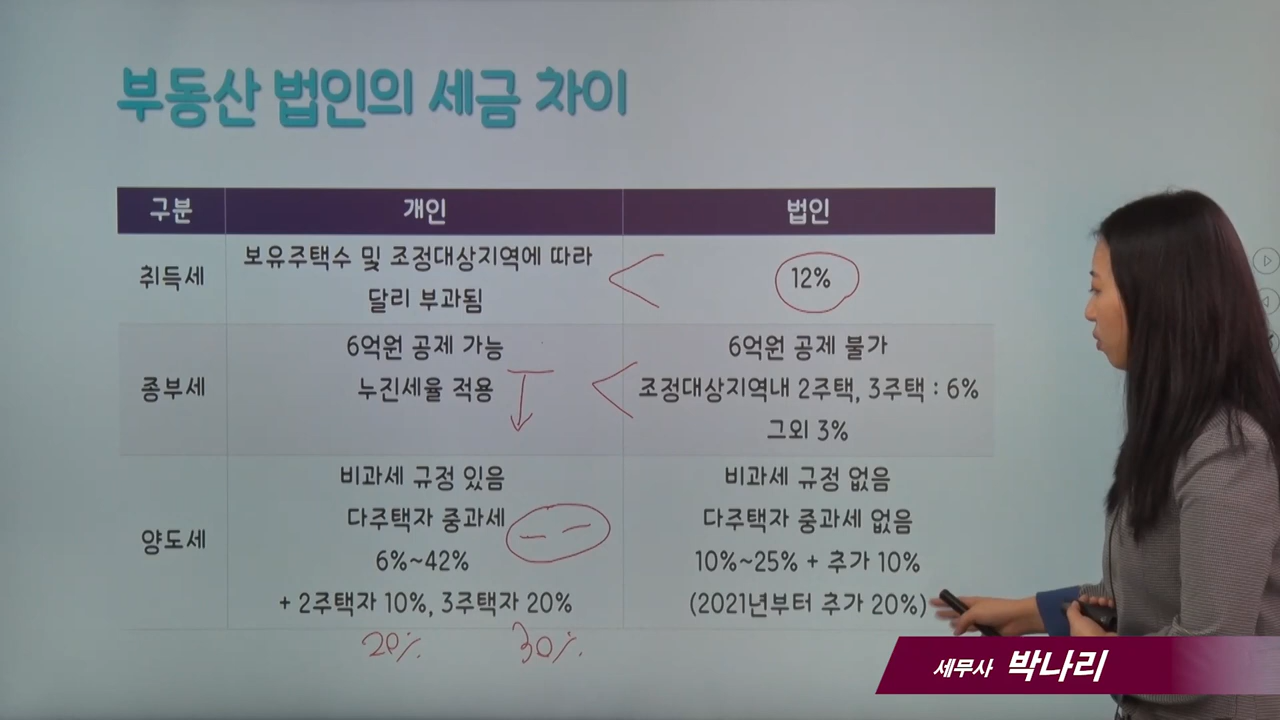 부동산 법인의 세금 차이
구분 개인 법인
취득세
보유주택수 및 조정대상지역에 따라
달리 부과됨
12%
종부세
6억원 공제 가능
누진세율 적용
6억원 공제 불가
조정대상지역내 2주택, 3주택 : 6%
그외 3%
양도세
비과세 규정 있음
다주택자 중과세
6%~42%
+ 2주택자 10%, 3주택자 20%
20% 30%
비과세 규정 없음
다주택자 중과세 없음
10%~25% + 추가 10%
(2021년부터 추가 20%)
세무사 박나리